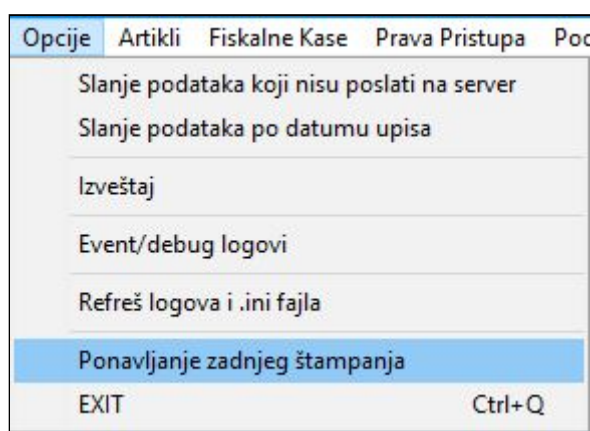 Opcije Artikli Fiskalne Kase Prava Pristupa
Slanje podataka koji nisu poslati na server
Slanje podataka po datumu upisa
Izveštaj
Event/debug logovi
Refreš logova i .ini fajla
Ponavljanje zadnjeg štampanja
EXIT Ctrl+Q